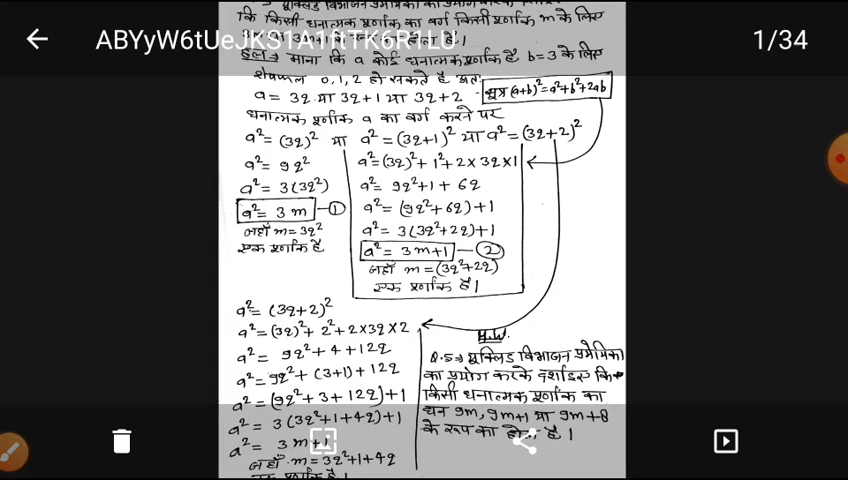 ABYyW6tUeJKS1A1ftTK6R1LU
1/34
कि किसी धनात्मक पूर्णांक का वर्ग किसी पूर्णांक m के लिए
हल→ माना कि a कोई धनात्मक पूर्णांक है b=3 के लिए
शेषफल 0,1,2 हो सकते है अतः
सूत्र (a+b)²=a²+b²+2ab
a = 3q या 3q+1 या 3q+2
धनात्मक पूर्णांक a का वर्ग करने पर
a² = (3q)² या a² = (3q+1)² या a² = (3q+2)²
a² = 9q²
a² = 3(3q²)
a² = 3m —①
जहाँ m = 3q²
एक पूर्णांक है
a² = (3q)²+1²+2×3q×1
a² = 9q²+1+6q
a² = (9q²+6q)+1
a² = 3(3q²+2q)+1
a² = 3m+1 —②
जहाँ m = (3q²+2q)
एक पूर्णांक है।
a² = (3q+2)²
a² = (3q)²+2²+2×3q×2
a² = 9q²+4+12q
a² = 9q²+(3+1)+12q
a² = (9q²+3+12q)+1
a² = 3(3q²+1+4q)+1
a² = 3m+1
जहाँ m = 3q²+1+4q
H.W.
Q.5→ यूक्लिड विभाजन प्रमेयिका
का प्रयोग करके दर्शाइए कि
किसी धनात्मक पूर्णांक का
घन 9m, 9m+1 या 9m+8
के रूप का होता है।